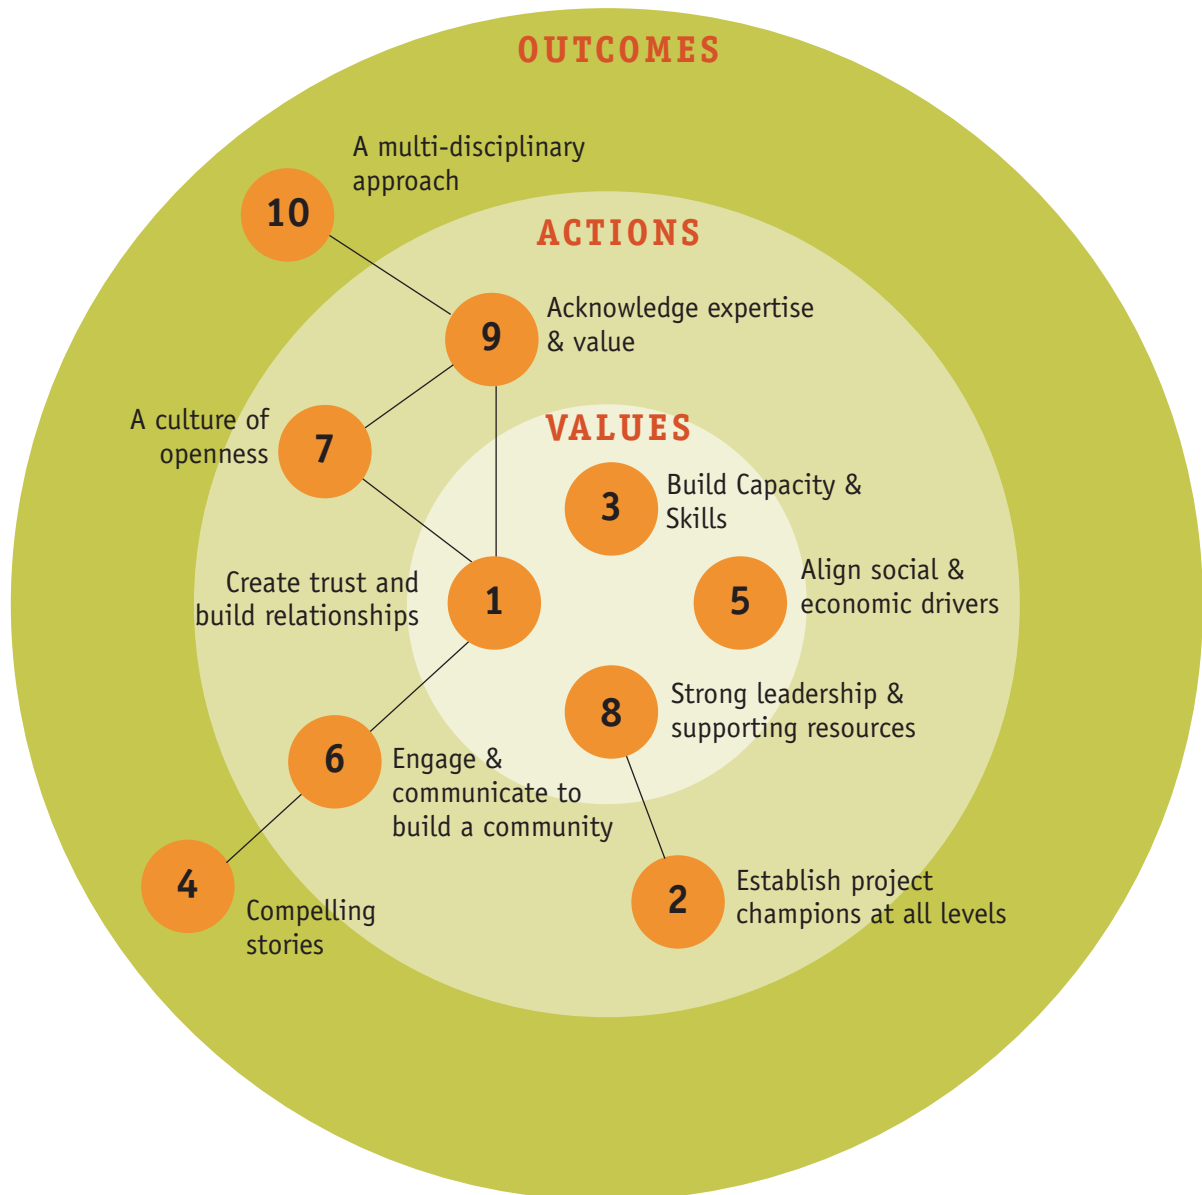 OUTCOMES
A multi-disciplinary
approach
10
ACTIONS
Acknowledge expertise
& value
9
A culture of
openness
7
VALUES
3
Build Capacity &
Skills
Create trust and
build relationships
1
5
Align social &
economic drivers
8
Strong leadership &
supporting resources
6
Engage &
communicate to
build a community
4
Compelling
stories
2
Establish project
champions at all levels